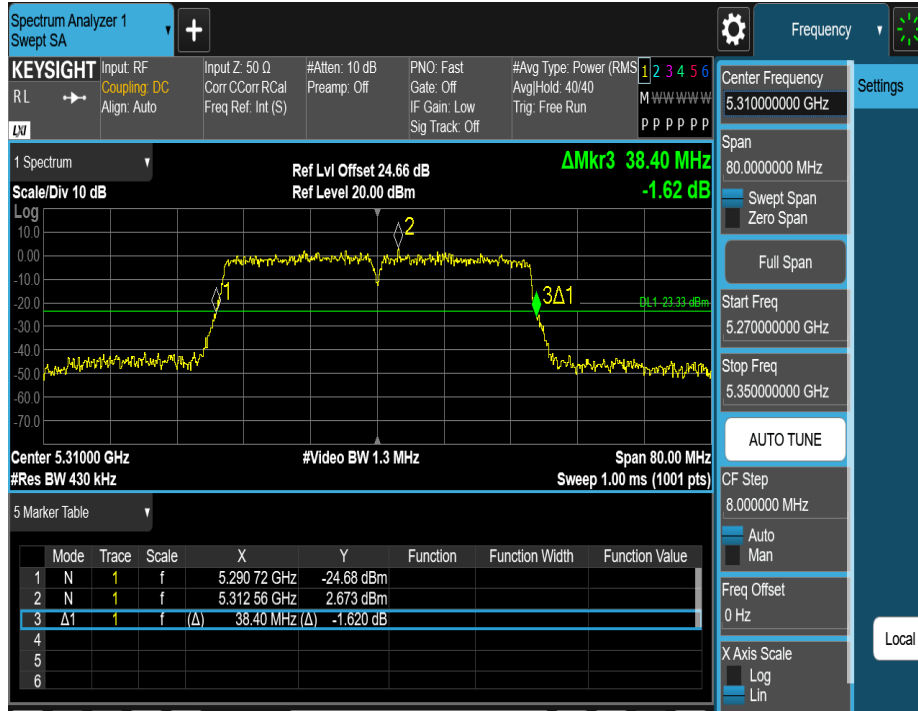 Spectrum Analyzer 1
Swept SA
+
Frequency
KEYSIGHT
RL
LXI
Input: RF
Coupling: DC
Align: Auto
Input Z: 50 Ω
Corr CCorr RCal
Freq Ref: Int (S)
#Atten: 10 dB
Preamp: Off
PNO: Fast
Gate: Off
IF Gain: Low
Sig Track: Off
#Avg Type: Power (RMS
Avg|Hold: 40/40
Trig: Free Run
1 2 3 4 5 6
M W W W W W
P P P P P P
Center Frequency
5.310000000 GHz
Settings
Span
80.0000000 MHz
Swept Span
Zero Span
Full Span
Start Freq
5.270000000 GHz
Stop Freq
5.350000000 GHz
AUTO TUNE
CF Step
8.000000 MHz
Auto
Man
Freq Offset
0 Hz
X Axis Scale
Log
Lin
Local
1 Spectrum
Scale/Div 10 dB
Ref Lvl Offset 24.66 dB
Ref Level 20.00 dBm
ΔMkr3 38.40 MHz
-1.62 dB
Log
10.0
0.00
-10.0
-20.0
-30.0
-40.0
-50.0
-60.0
-70.0
2
1
3Δ1
DL1 -23.33 dBm
Center 5.31000 GHz
#Video BW 1.3 MHz
Span 80.00 MHz
#Res BW 430 kHz
Sweep 1.00 ms (1001 pts)
5 Marker Table
Mode Trace Scale X Y Function Function Width Function Value
1 N 1 f 5.290 72 GHz -24.68 dBm
2 N 1 f 5.312 56 GHz 2.673 dBm
3 Δ1 1 f (Δ) 38.40 MHz (Δ) -1.620 dB
4
5
6